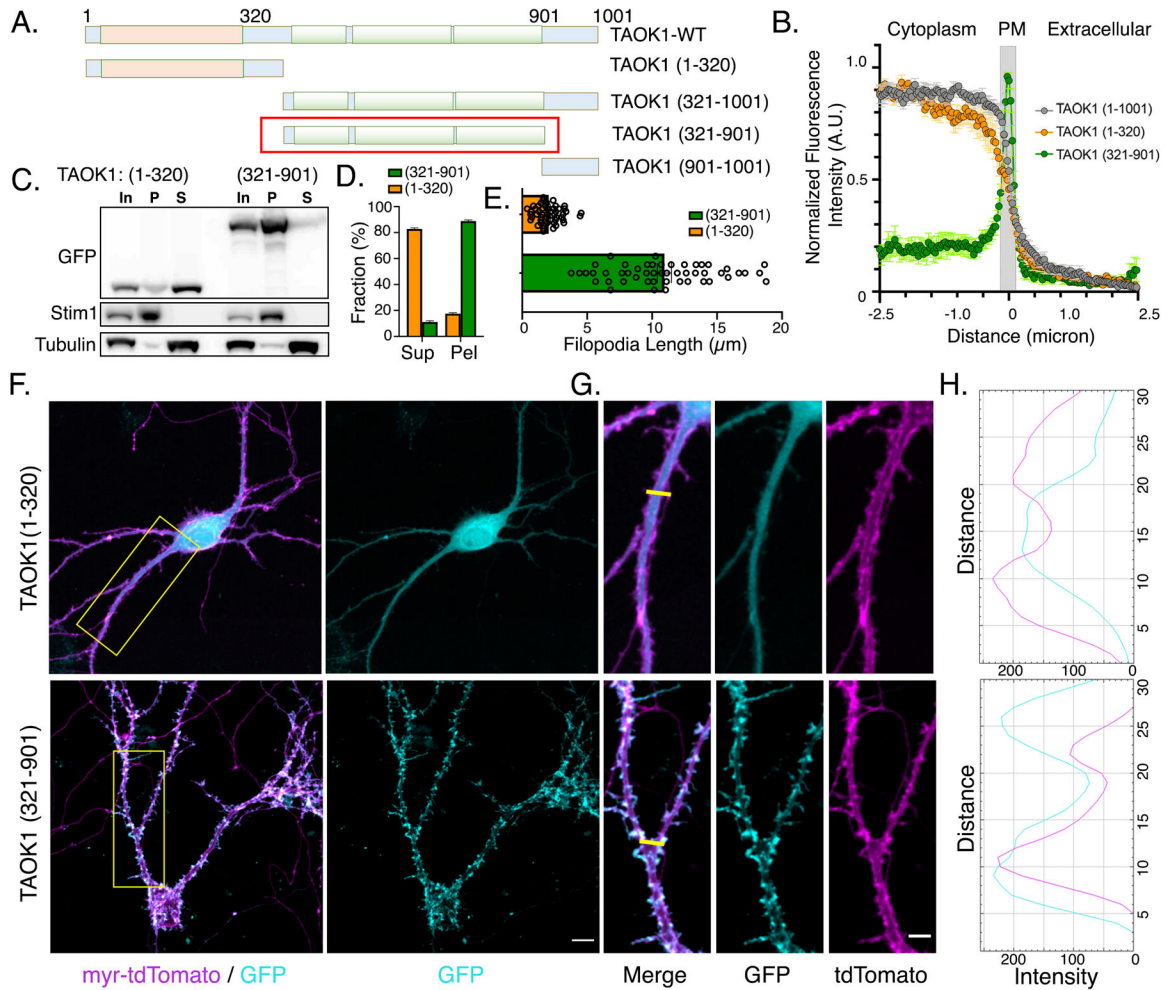 A.
1 320 901 1001
TAOK1-WT
TAOK1 (1-320)
TAOK1 (321-1001)
TAOK1 (321-901)
TAOK1 (901-1001)
B.
Cytoplasm PM Extracellular
Normalized Fluorescence
Intensity (A.U.)
1.0
0.5
0
TAOK1 (1-1001)
TAOK1 (1-320)
TAOK1 (321-901)
-2.5 -1.0 0 1.0 2.5
Distance (micron)
C.
TAOK1: (1-320) (321-901)
In P S In P S
GFP
Stim1
Tubulin
D.
(321-901)
(1-320)
Fraction (%)
100
80
60
40
20
0
Sup Pel
E.
(321-901)
(1-320)
0 5 10 15 20
Filopodia Length (μm)
F.
TAOK1 (1-320)
TAOK1 (321-901)
myr-tdTomato / GFP
GFP
G.
Merge GFP tdTomato
H.
Distance
30
25
20
15
10
5
200 100 0
Distance
30
25
20
15
10
5
200 100 0
Intensity